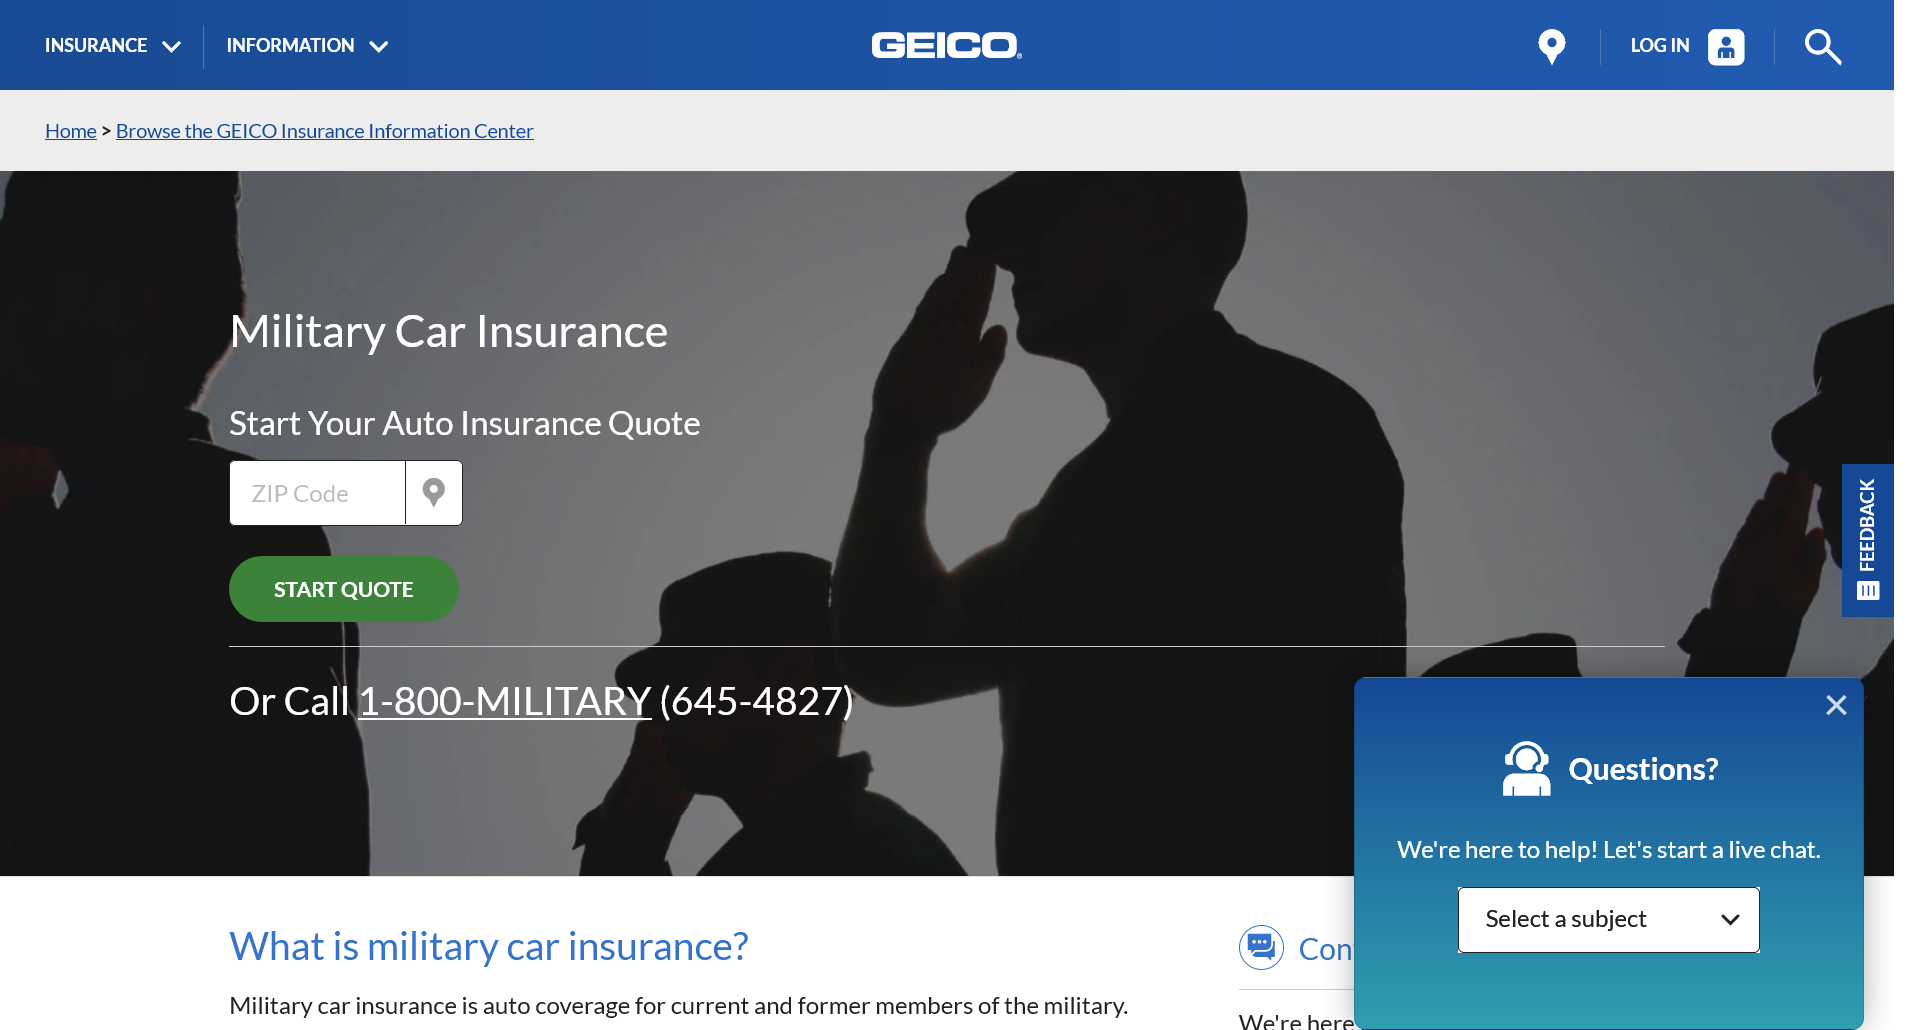 INSURANCE
INFORMATION
GEICO®
LOG IN
Home > Browse the GEICO Insurance Information Center
Military Car Insurance
Start Your Auto Insurance Quote
ZIP Code
START QUOTE
Or Call 1-800-MILITARY (645-4827)
FEEDBACK
Questions?
We're here to help! Let's start a live chat.
Select a subject
What is military car insurance?
Military car insurance is auto coverage for current and former members of the military.
We're here